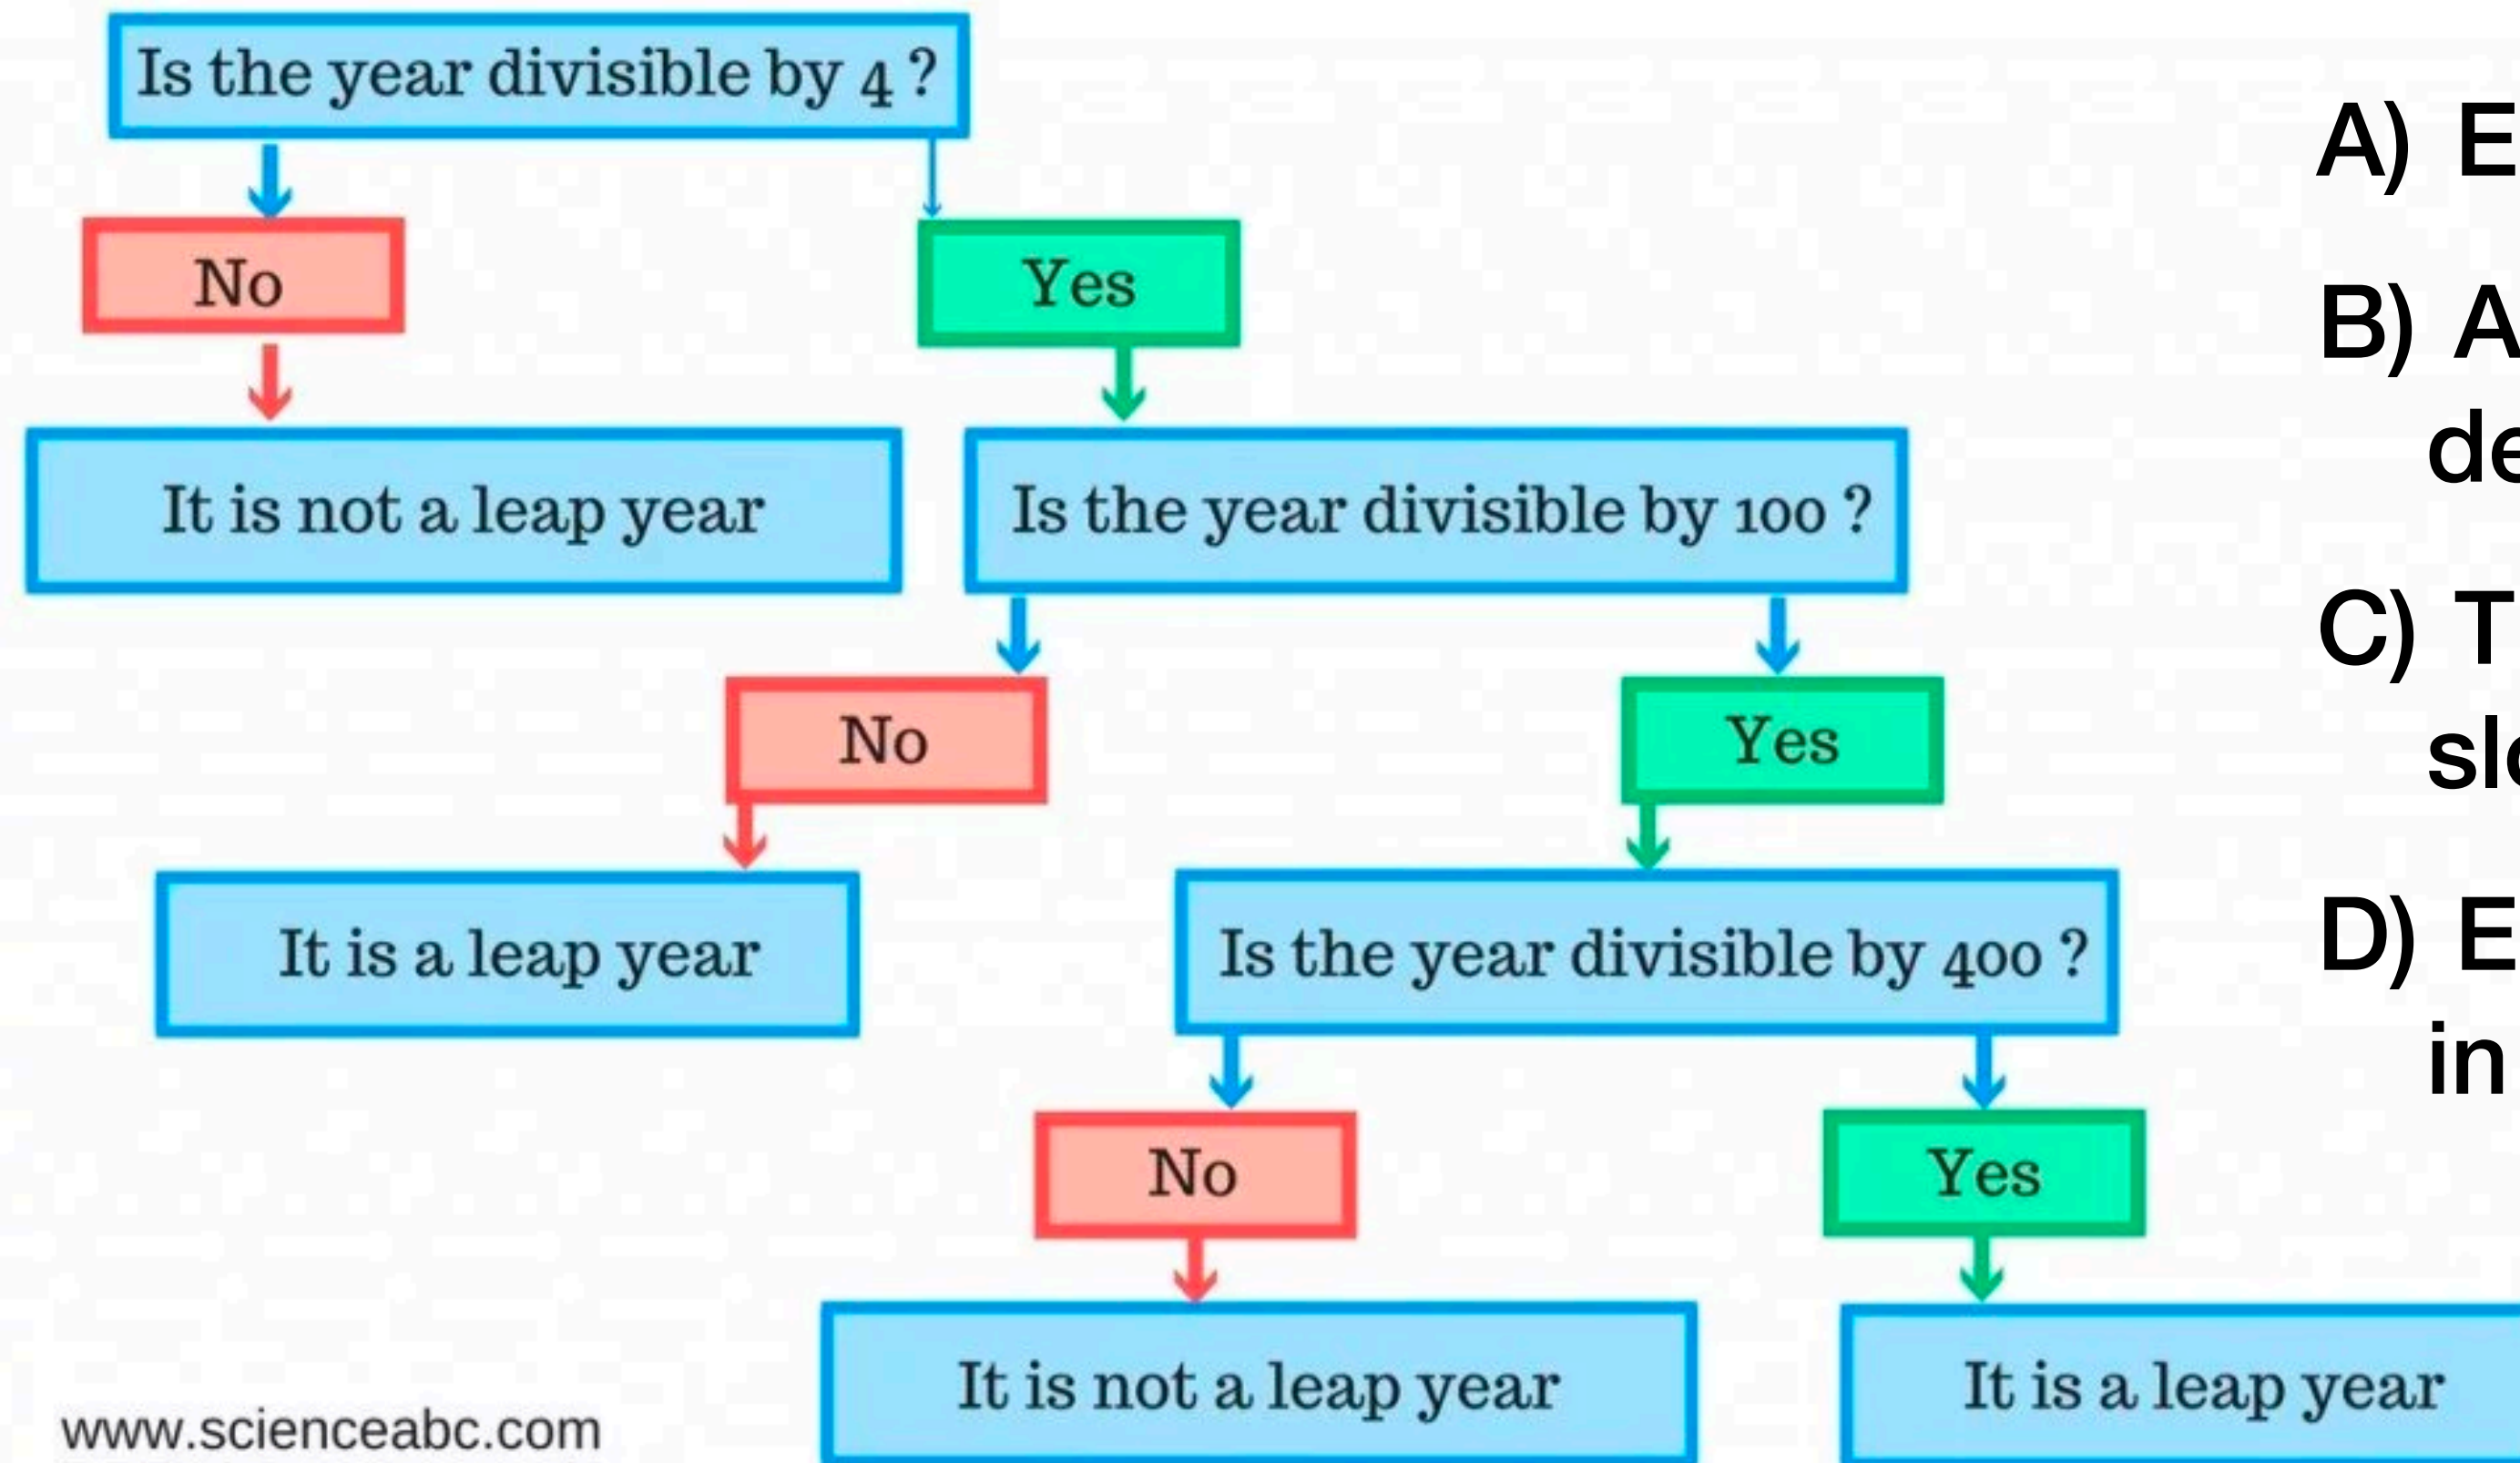 Is the year divisible by 4 ?
No
Yes
It is not a leap year
Is the year divisible by 100 ?
No
Yes
It is a leap year
Is the year divisible by 400 ?
No
Yes
It is not a leap year
It is a leap year
www.scienceabc.com
A)
B)
C)
D)
in